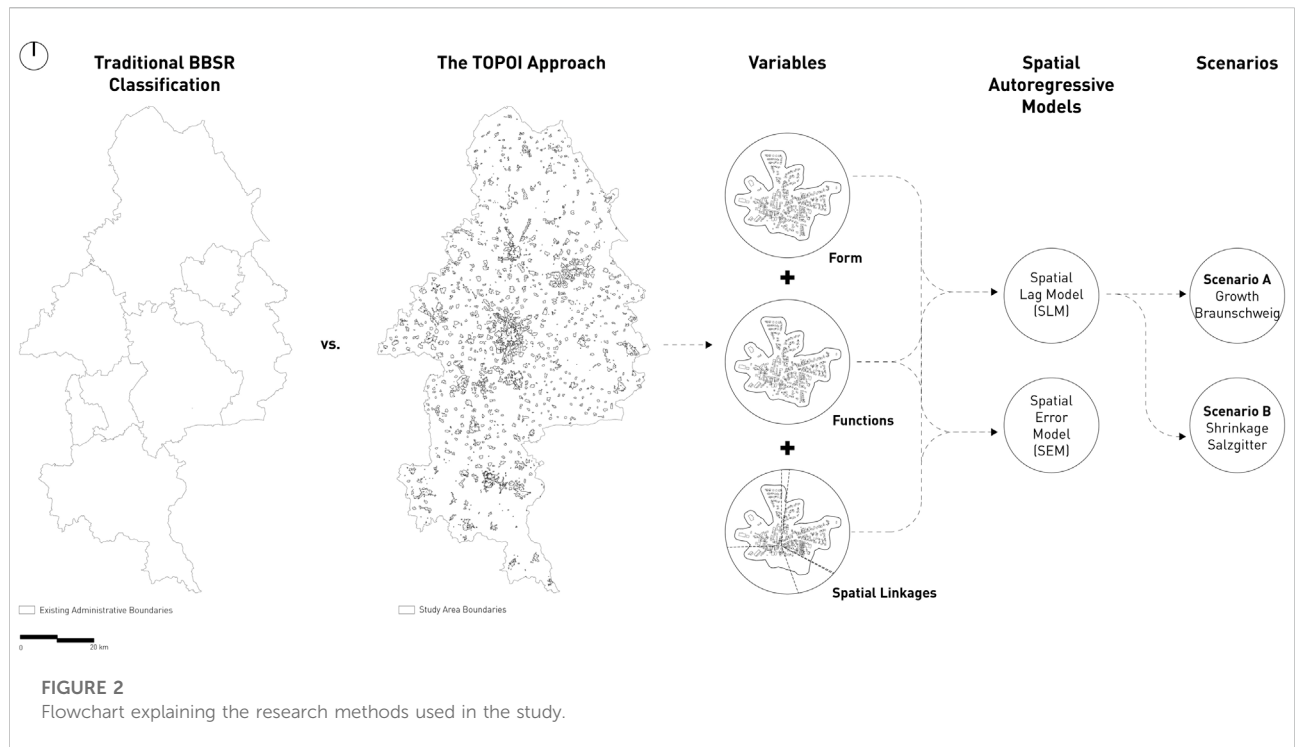 Traditional BBSR
Classification
The TOPOI Approach
Variables
Spatial
Autoregressive
Models
Scenarios
vs.
Form
Functions
Spatial Linkages
Spatial
Lag Model
(SLM)
Spatial
Error
Model
(SEM)
Scenario A
Growth
Braunschweig
Scenario B
Shrinkage
Salzgitter
Existing Administrative Boundaries
Study Area Boundaries
0 20 km
FIGURE 2
Flowchart explaining the research methods used in the study.